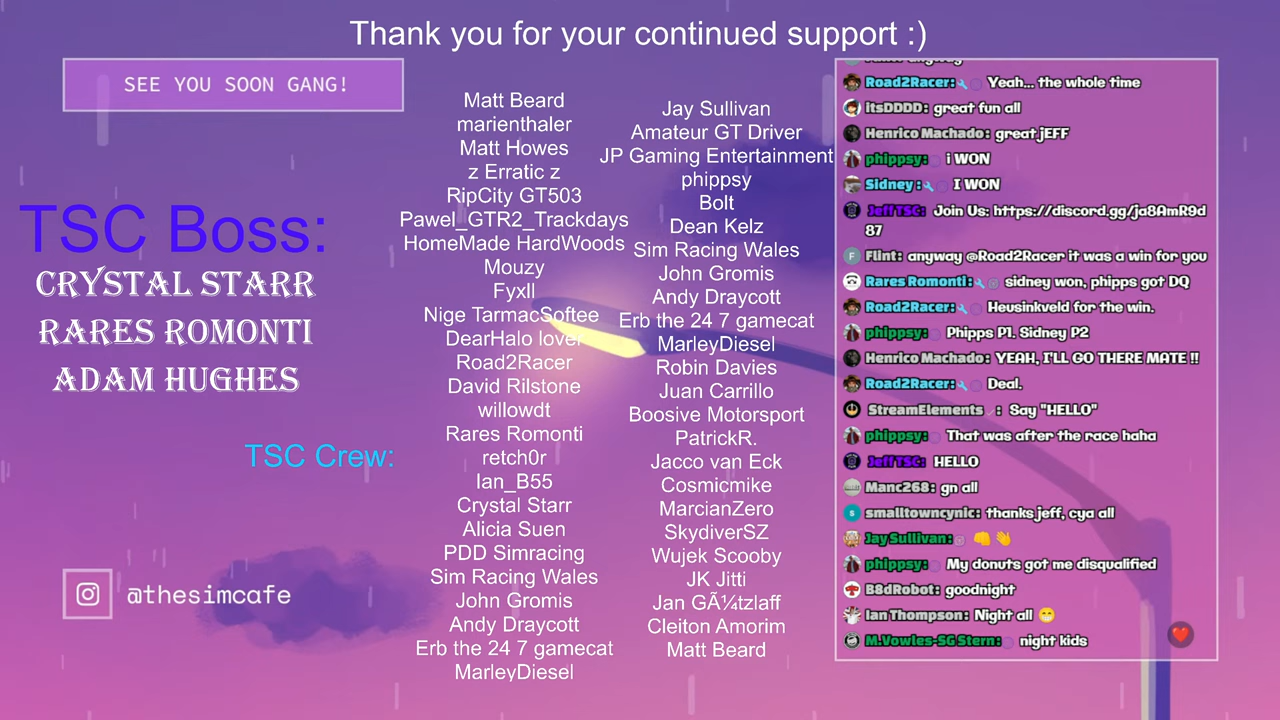 Thank you for your continued support :)
SEE YOU SOON GANG!
TSC Boss:
CRYSTAL STARR
RARES ROMONTI
ADAM HUGHES
TSC Crew:
@thesimcafe
Matt Beard
marienthaler
Matt Howes
z Erratic z
RipCity GT503
Pawel_GTR2_Trackdays
HomeMade HardWoods
Mouzy
Fyxll
Nige TarmacSoftee
DearHalo lover
Road2Racer
David Rilstone
willowdt
Rares Romonti
retch0r
Ian_B55
Crystal Starr
Alicia Suen
PDD Simracing
Sim Racing Wales
John Gromis
Andy Draycott
Erb the 24 7 gamecat
MarleyDiesel
Jay Sullivan
Amateur GT Driver
JP Gaming Entertainment
phippsy
Bolt
Dean Kelz
Sim Racing Wales
John Gromis
Andy Draycott
Erb the 24 7 gamecat
MarleyDiesel
Robin Davies
Juan Carrillo
Boosive Motorsport
PatrickR.
Jacco van Eck
Cosmicmike
MarcianZero
SkydiverSZ
Wujek Scooby
JK Jitti
Jan GÃ¼tzlaff
Cleiton Amorim
Matt Beard
Road2Racer: Yeah... the whole time
itsDDDD: great fun all
Henrico Machado: great jEFF
phippsy: i WON
Sidney: I WON
JeffTSC: Join Us: https://discord.gg/ja8AmR9d
87
F Flint: anyway @Road2Racer it was a win for you
Rares Romonti: sidney won, phipps got DQ
Road2Racer: Heusinkveld for the win.
phippsy: Phipps P1. Sidney P2
Henrico Machado: YEAH, I'LL GO THERE MATE !!
Road2Racer: Deal.
StreamElements: Say "HELLO"
phippsy: That was after the race haha
JeffTSC: HELLO
Manc268: gn all
S smalltowncynic: thanks jeff, cya all
Jay Sullivan: 👊 👋
phippsy: My donuts got me disqualified
B8dRobot: goodnight
Ian Thompson: Night all 😁
M.Vowles-SG Stern: night kids